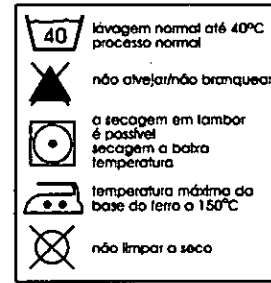 40
lavagem normal até 40ºC
processo normal
não alvejar/não branquear
a secagem em tambor
é possível
secagem a baixa
temperatura
temperatura máxima da
base do ferro a 150ºC
não limpar a seco